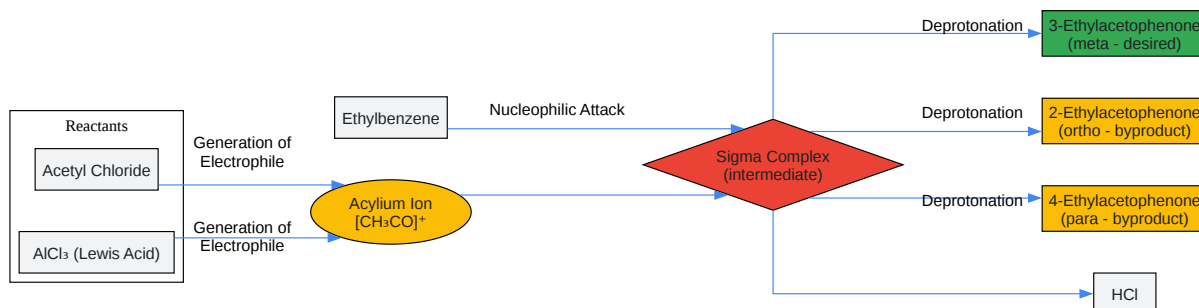 Reactants
Acetyl Chloride
AlCl₃ (Lewis Acid)
Generation of
Electrophile
Generation of
Electrophile
Ethylbenzene
Acylium Ion
[CH₃CO]⁺
Nucleophilic Attack
Sigma Complex
(intermediate)
Deprotonation
3-Ethylacetophenone
(meta - desired)
Deprotonation
2-Ethylacetophenone
(ortho - byproduct)
Deprotonation
4-Ethylacetophenone
(para - byproduct)
HCl